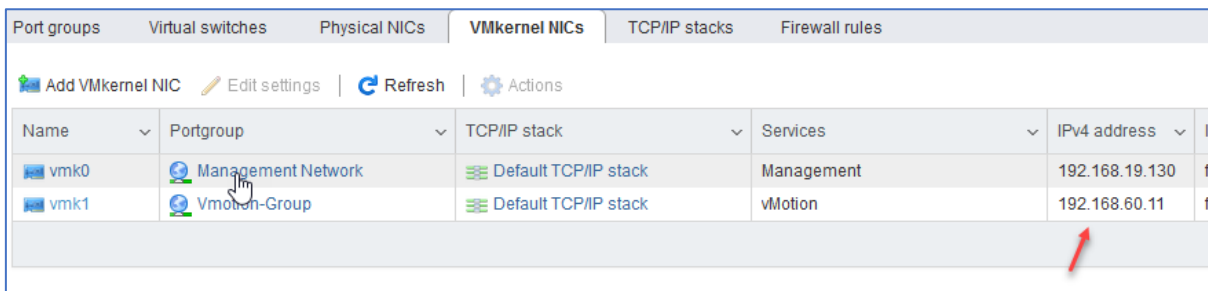 Port groups Virtual switches Physical NICs VMkernel NICs TCP/IP stacks Firewall rules
Add VMkernel NIC Edit settings Refresh Actions
Name Portgroup TCP/IP stack Services IPv4 address
vmk0 Management Network Default TCP/IP stack Management 192.168.19.130
vmk1 Vmotion-Group Default TCP/IP stack vMotion 192.168.60.11